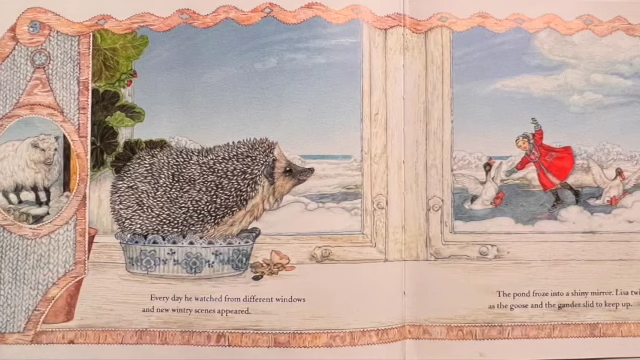 Every day he watched from different windows
and new wintry scenes appeared.
The pond froze into a shiny mirror. Lisa
as the goose and the gander slid to keep up.